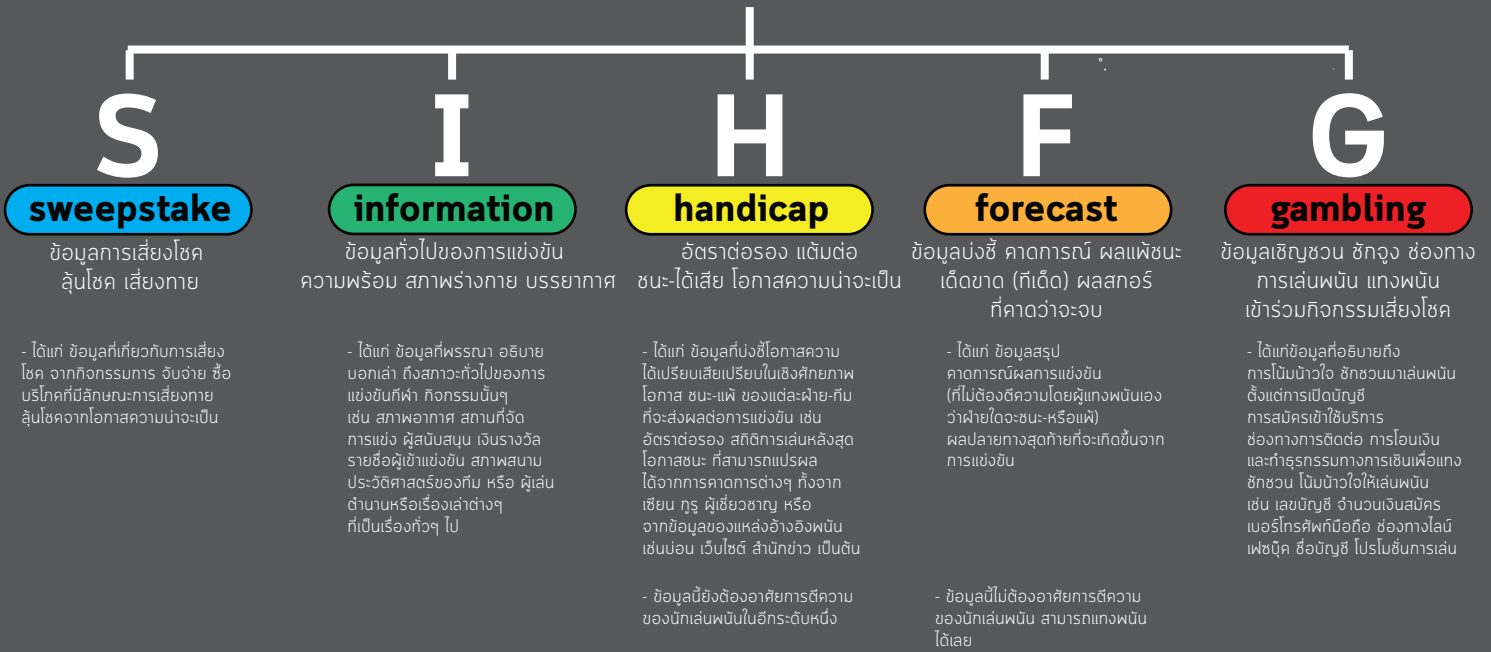 S
sweepstake
ข้อมูลการเสี่ยงโชค
ลุ้นโชค เสี่ยงทาย
- ได้แก่ ข้อมูลที่เกี่ยวกับการเสี่ยง
โชค จากกิจกรรมการ จับจ่าย ซื้อ
บริโภคที่มีลักษณะการเสี่ยงทาย
ลุ้นโชคจากโอกาสความน่าจะเป็น
I
information
ข้อมูลทั่วไปของการแข่งขัน
ความพร้อม สภาพร่างกาย บรรยากาศ
- ได้แก่ ข้อมูลที่พรรณา อธิบาย
บอกเล่า ถึงสภาวะทั่วไปของการ
แข่งขันกีฬา กิจกรรมนั้นๆ
เช่น สภาพอากาศ สถานที่จัด
การแข่ง ผู้สนับสนุน เงินรางวัล
รายชื่อผู้เข้าแข่งขัน สภาพสนาม
ประวัติศาสตร์ของทีม หรือ ผู้เล่น
ตำนานหรือเรื่องเล่าต่างๆ
ที่เป็นเรื่องทั่วๆ ไป
H
handicap
อัตราต่อรอง แต้มต่อ
ชนะ-ได้เสีย โอกาสความน่าจะเป็น
- ได้แก่ ข้อมูลที่บ่งชี้โอกาสความ
ได้เปรียบเสียเปรียบในเชิงศักยภาพ
โอกาส ชนะ-แพ้ ของแต่ละฝ่าย-ทีม
ที่จะส่งผลต่อการแข่งขัน เช่น
อัตราต่อรอง สถิติการเล่นหลังสุด
โอกาสชนะ ที่สามารถแปรผล
ได้จากการคาดการต่างๆ ทั้งจาก
เซียน กูรู ผู้เชี่ยวชาญ หรือ
จากข้อมูลของแหล่งอ้างอิงพนัน
เช่นบ่อน เว็บไซต์ สำนักข่าว เป็นต้น
- ข้อมูลนี้ยังต้องอาศัยการตีความ
ของนักเล่นพนันในอีกระดับหนึ่ง
F
forecast
ข้อมูลบ่งชี้ คาดการณ์ ผลแพ้ชนะ
เด็ดขาด (ทีเด็ด) ผลสกอร์
ที่คาดว่าจะจบ
- ได้แก่ ข้อมูลสรุป
คาดการณ์ผลการแข่งขัน
(ที่ไม่ต้องตีความโดยผู้แทงพนันเอง
ว่าฝ่ายใดจะชนะ-หรือแพ้)
ผลปลายทางสุดท้ายที่จะเกิดขึ้นจาก
การแข่งขัน
- ข้อมูลนี้ไม่ต้องอาศัยการตีความ
ของนักเล่นพนัน สามารถแทงพนัน
ได้เลย
G
gambling
ข้อมูลเชิญชวน ชักจูง ช่องทาง
การเล่นพนัน แทงพนัน
เข้าร่วมกิจกรรมเสี่ยงโชค
- ได้แก่ข้อมูลที่อธิบายถึง
การโน้มน้าวใจ ชักชวนมาเล่นพนัน
ตั้งแต่การเปิดบัญชี
การสมัครเข้าใช้บริการ
ช่องทางการติดต่อ การโอนเงิน
และทำธุรกรรมทางการเชินเพื่อแทง
ชักชวน โน้มน้าวใจให้เล่นพนัน
เช่น เลขบัญชี จำนวนเงินสมัคร
เบอร์โทรศัพท์มือถือ ช่องทางไลน์
เฟซบุ๊ค ชื่อบัญชี โปรโมชั่นการเล่น